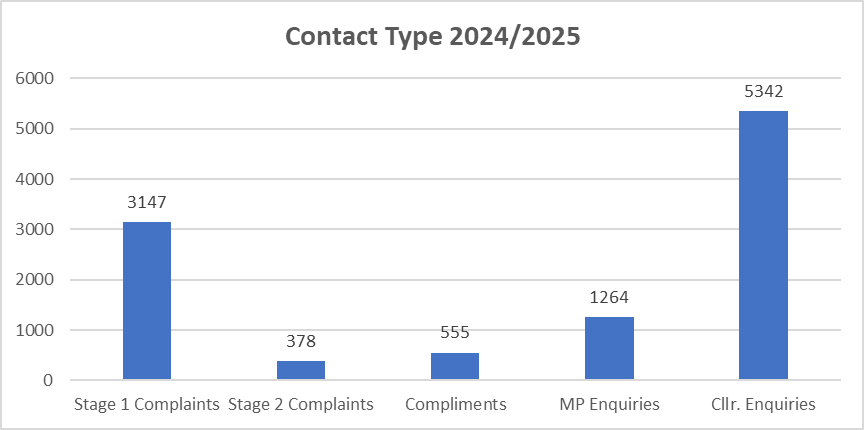 Contact Type 2024/2025
6000
5000
4000
3000
2000
1000
0
3147
378
555
1264
5342
Stage 1 Complaints
Stage 2 Complaints
Compliments
MP Enquiries
Cllr. Enquiries